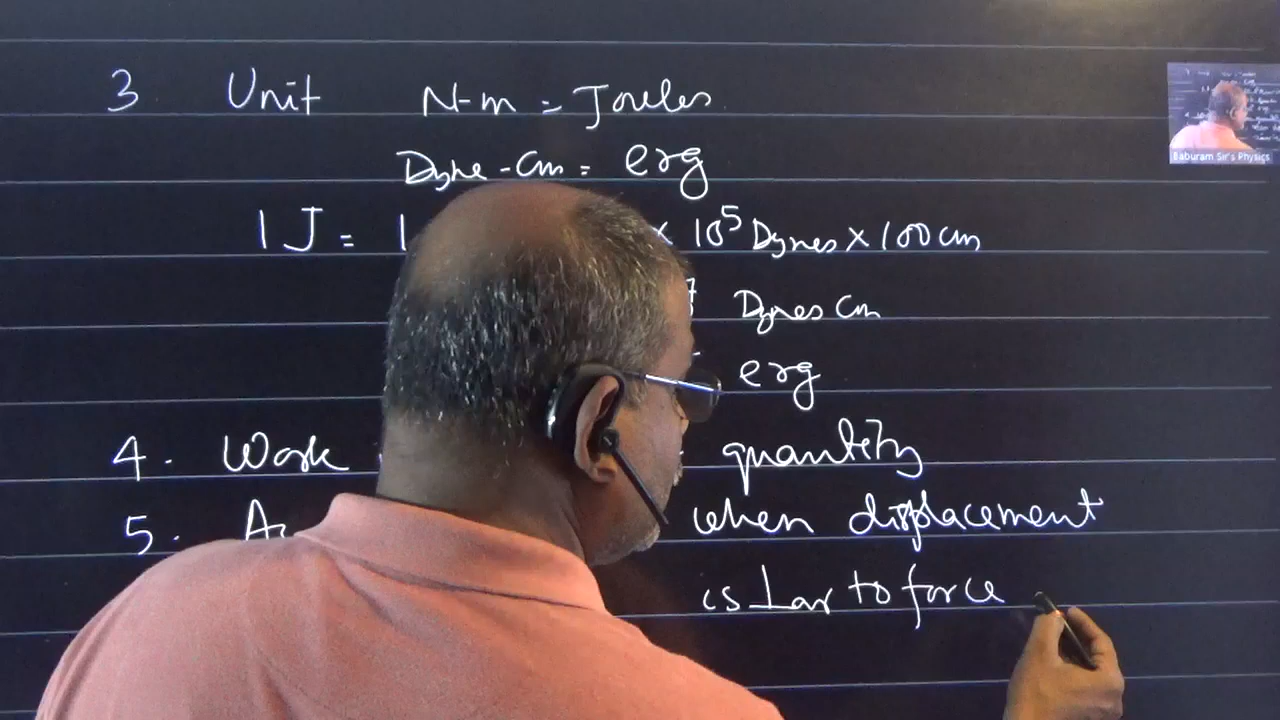 3 Unit N-m = Joules
Dyne-Cm = erg
1 J = 1 × 10⁵ Dynes × 100 cm
7 Dynes Cm
erg
4. Work quantity
5. when displacement
is ⊥ar to force
Baburam Sir's Physics